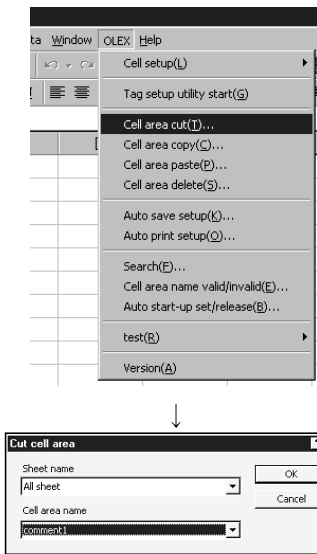 ta Window OLEX Help
Cell setup(L)
Tag setup utility start(G)
Cell area cut(T)...
Cell area copy(C)...
Cell area paste(P)...
Cell area delete(S)...
Auto save setup(K)...
Auto print setup(O)...
Search(F)...
Cell area name valid/invalid(E)...
Auto start-up set/release(B)...
test(R)
Version(A)
↓
Cut cell area
Sheet name
All sheet
OK
Cancel
Cell area name
comment1